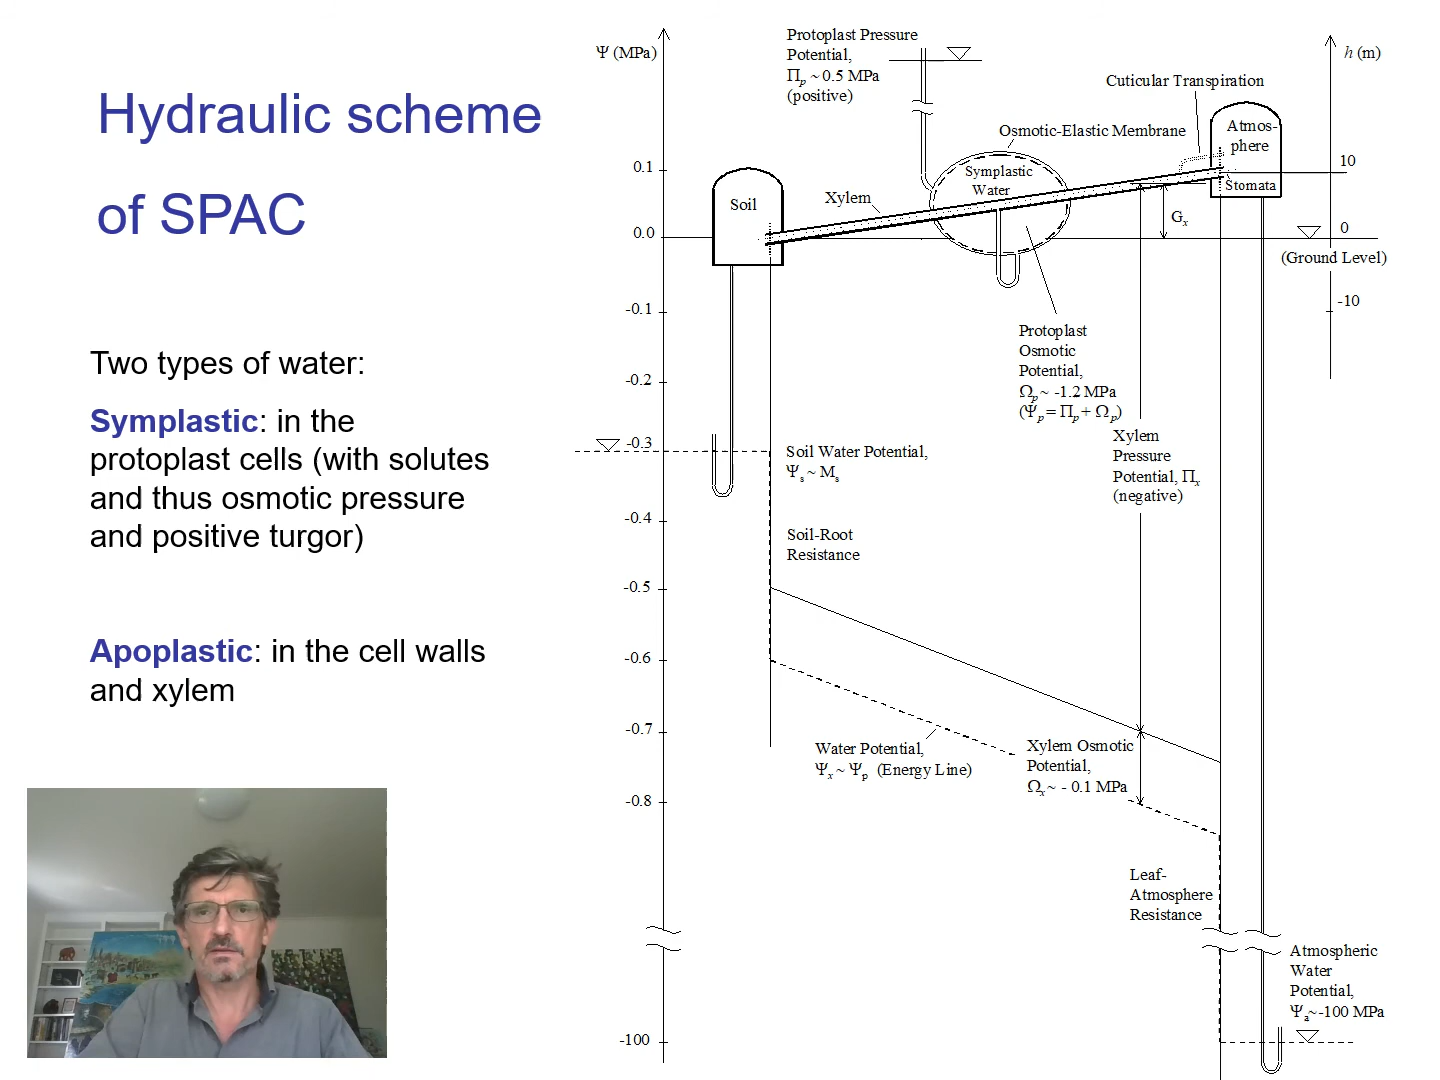 Hydraulic scheme
of SPAC
Two types of water:
Symplastic: in the
protoplast cells (with solutes
and thus osmotic pressure
and positive turgor)
Apoplastic: in the cell walls
and xylem
Ψ (MPa)
0.1
0.0
-0.1
-0.2
-0.3
-0.4
-0.5
-0.6
-0.7
-0.8
-100
Protoplast Pressure
Potential,
Πp ~ 0.5 MPa
(positive)
Cuticular Transpiration
h (m)
Osmotic-Elastic Membrane
Atmos-
phere
Stomata
10
0
(Ground Level)
-10
Symplastic
Water
Xylem
Soil
Gx
Protoplast
Osmotic
Potential,
Ωp ~ -1.2 MPa
(Ψp = Πp + Ωp)
Xylem
Pressure
Potential, Πx
(negative)
Soil Water Potential,
Ψs ~ Ms
Soil-Root
Resistance
Water Potential,
Ψx ~ Ψp (Energy Line)
Xylem Osmotic
Potential,
Ωx ~ - 0.1 MPa
Leaf-
Atmosphere
Resistance
Atmospheric
Water
Potential,
Ψa ~ -100 MPa